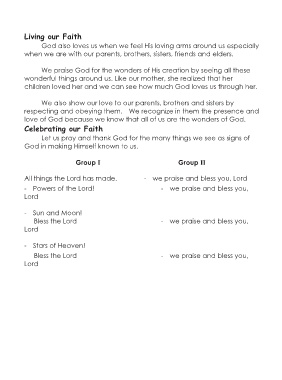 Living our Faith
God also loves us when we feel His loving arms around us especially
when we are with our parents, brothers, sisters, friends and elders.
We praise God for the wonders of His creation by seeing all these
wonderful things around us. Like our mother, she realized that her
children loved her and we can see how much God loves us through her.
We also show our love to our parents, brothers and sisters by
respecting and obeying them. We recognize in them the presence and
love of God because we know that all of us are the wonders of God.
Celebrating our Faith
Let us pray and thank God for the many things we see as signs of
God in making Himself known to us.
Group I Group III
All things the Lord has made. - we praise and bless you, Lord
- Powers of the Lord! - we praise and bless you,
Lord
- Sun and Moon!
Bless the Lord - we praise and bless you,
Lord
- Stars of Heaven!
Bless the Lord - we praise and bless you,
Lord